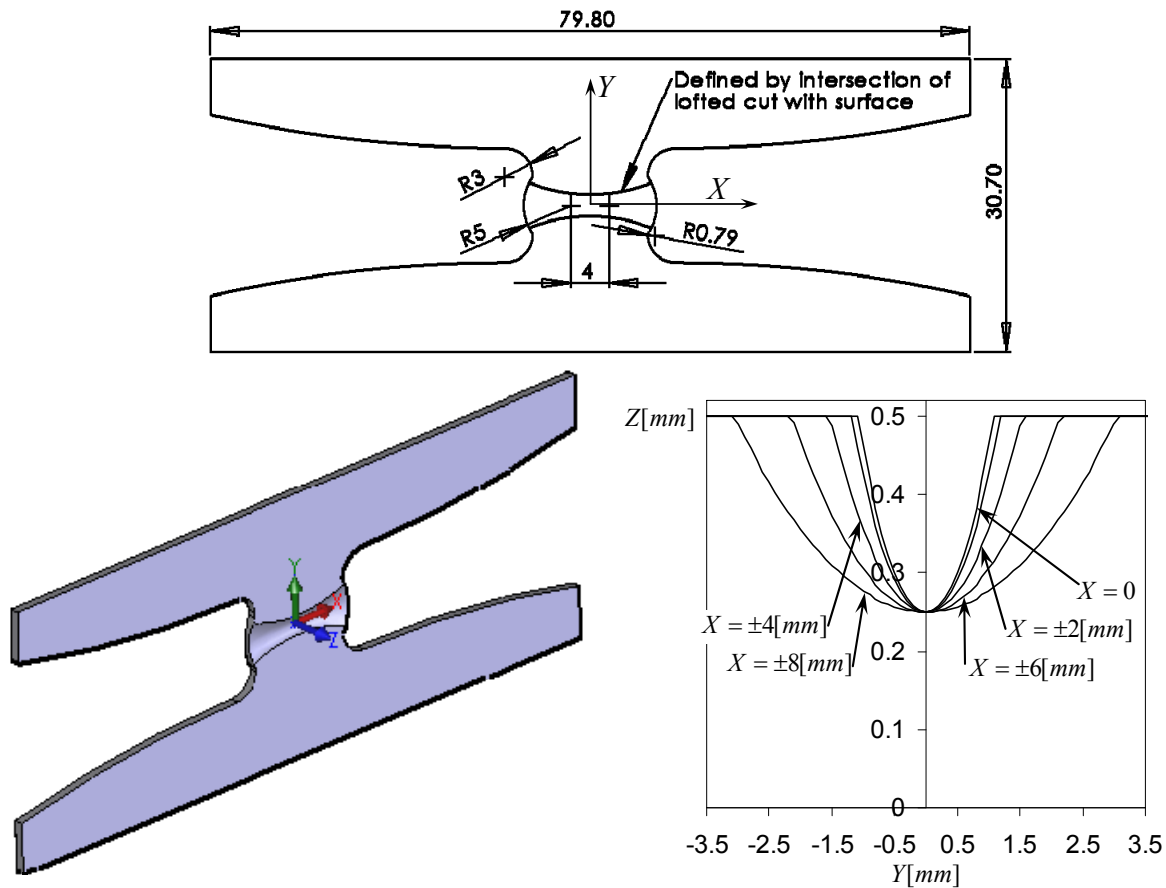 79.80
Defined by intersection of
lofted cut with surface
Y
X
R3
R5
R0.79
4
30.70
Y
X
Z
Z[mm]
0.5
0.4
0.3
0.2
0.1
0
X = 0
X = ±4[mm]
X = ±2[mm]
X = ±8[mm]
X = ±6[mm]
-3.5 -2.5 -1.5 -0.5 0.5 1.5 2.5 3.5
Y[mm]